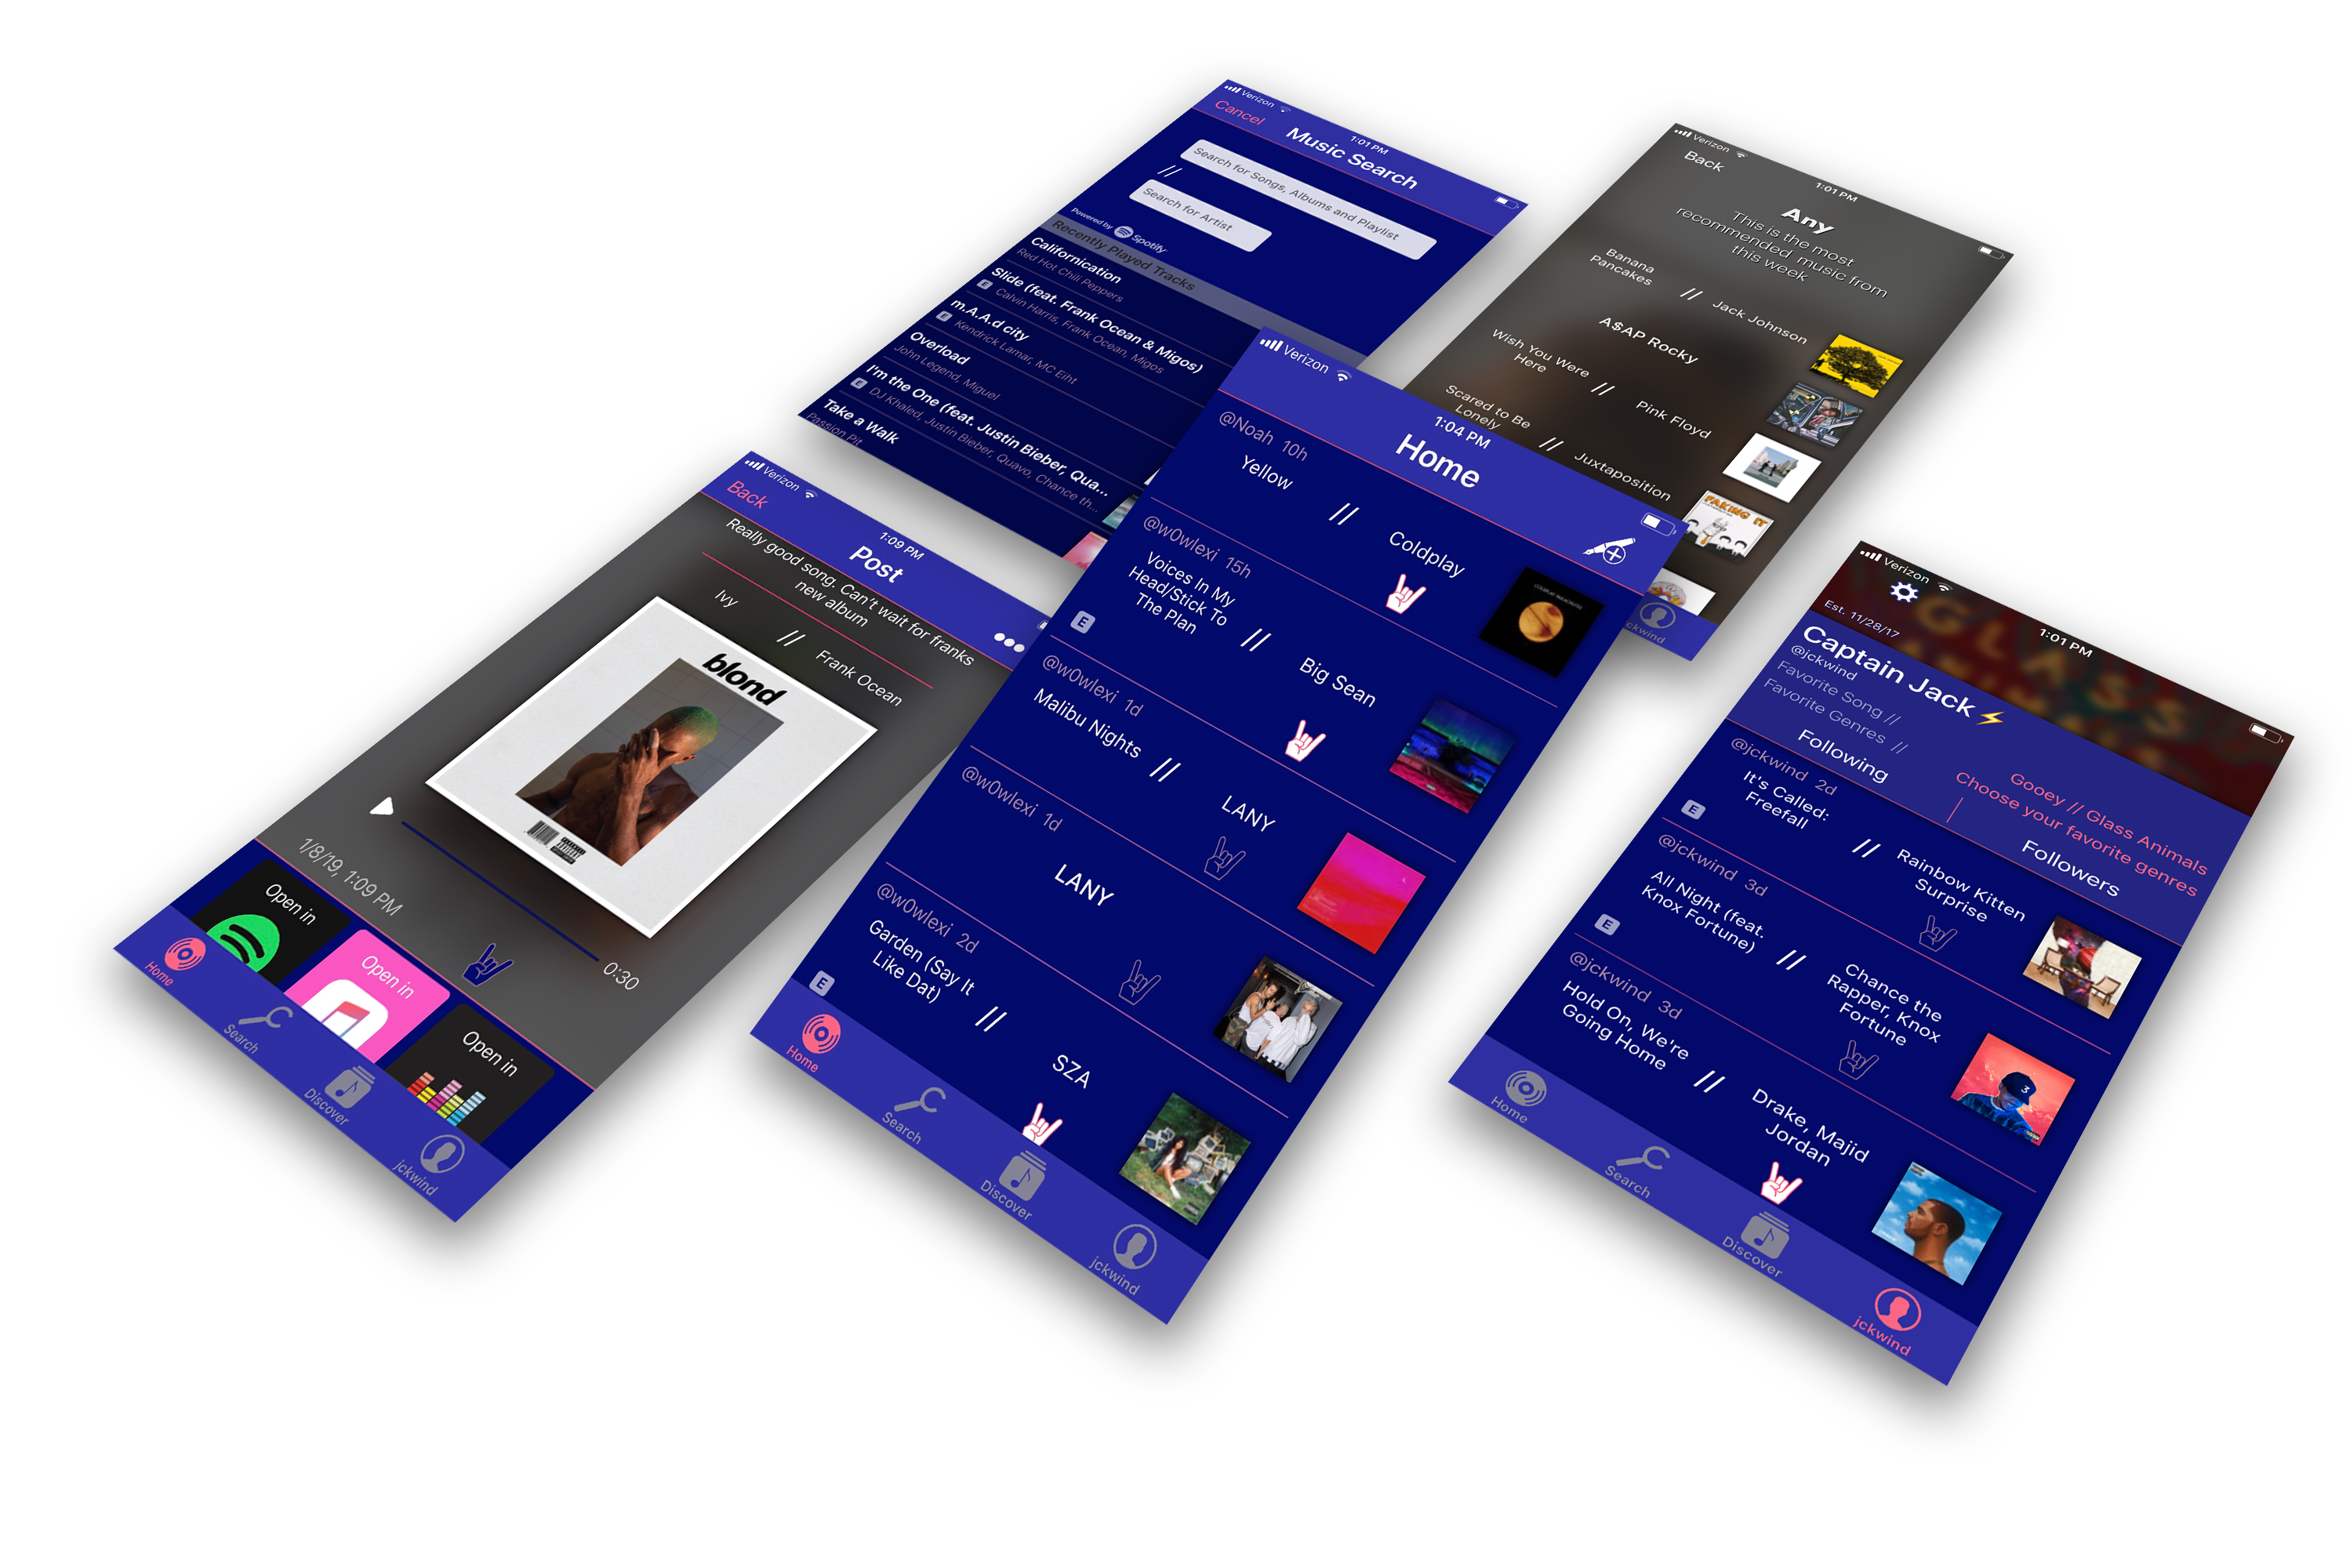 Verizon
1:01 PM
Cancel
Music Search
Search for Songs, Albums and Playlist
//
Search for Artist
Powered by Spotify
Recently Played Tracks
Californication
Red Hot Chili Peppers
Slide (feat. Frank Ocean & Migos)
E Calvin Harris, Frank Ocean, Migos
m.A.A.d city
E Kendrick Lamar, MC Eiht
Overload
John Legend, Miguel
I'm the One (feat. Justin Bieber, Qua...
E DJ Khaled, Justin Bieber, Quavo, Chance th...
Take a Walk
Passion Pit
Verizon
1:01 PM
Back
Any
This is the most
recommended music from
this week
Banana
Pancakes
//
Jack Johnson
A$AP Rocky
Wish You Were
Here
//
Pink Floyd
Scared to Be
Lonely
//
Juxtaposition
FAKING IT
jckwind
Verizon
1:09 PM
Back
Post
Really good song. Can't wait for franks
new album
Ivy
//
Frank Ocean
blond
0:30
1/8/19, 1:09 PM
Open in
Open in
Open in
Home
Search
Discover
jckwind
Verizon
1:04 PM
Home
@Noah 10h
Yellow
//
Coldplay
@w0wlexi 15h
Voices In My
Head/Stick To
The Plan
//
Big Sean
E
@w0wlexi 1d
Malibu Nights
//
LANY
@w0wlexi 1d
LANY
@w0wlexi 2d
Garden (Say It
Like Dat)
//
SZA
E
Home
Search
Discover
jckwind
Verizon
1:01 PM
GLASS
Est. 11/28/17
Captain Jack⚡
@jckwind
Favorite Song //
Gooey // Glass Animals
Favorite Genres //
Choose your favorite genres
Following
|
Followers
@jckwind 2d
It's Called:
Freefall
//
Rainbow Kitten
Surprise
E
@jckwind 3d
All Night (feat.
Knox Fortune)
//
Chance the
Rapper, Knox
Fortune
E
3
@jckwind 3d
Hold On, We're
Going Home
//
Drake, Majid
Jordan
Home
Search
Discover
jckwind